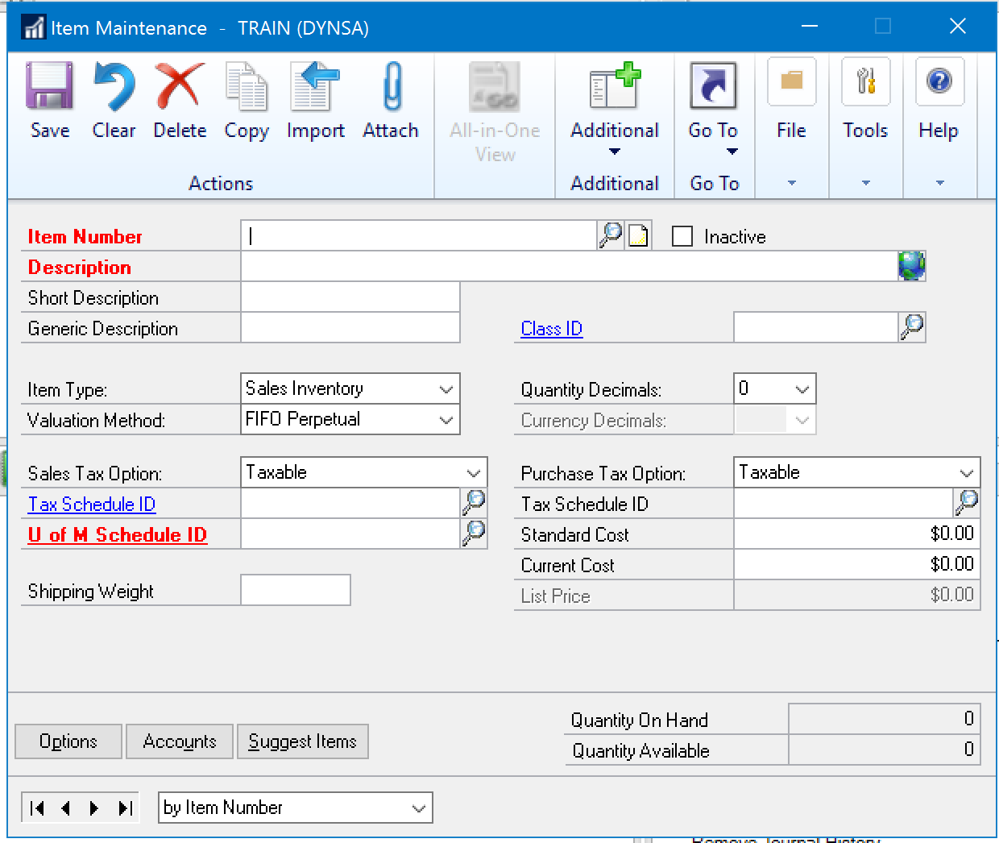 Item Maintenance - TRAIN (DYNSA)
Save Clear Delete Copy Import Attach All-in-One View Additional Go To File Tools Help
Actions Additional Go To
Item Number Inactive
Description
Short Description
Generic Description Class ID
Item Type: Sales Inventory Quantity Decimals: 0
Valuation Method: FIFO Perpetual Currency Decimals:
Sales Tax Option: Taxable Purchase Tax Option: Taxable
Tax Schedule ID Tax Schedule ID
U of M Schedule ID Standard Cost $0.00
Current Cost $0.00
Shipping Weight List Price $0.00
Quantity On Hand 0
Options Accounts Suggest Items
Quantity Available 0
by Item Number
Remove Journal History